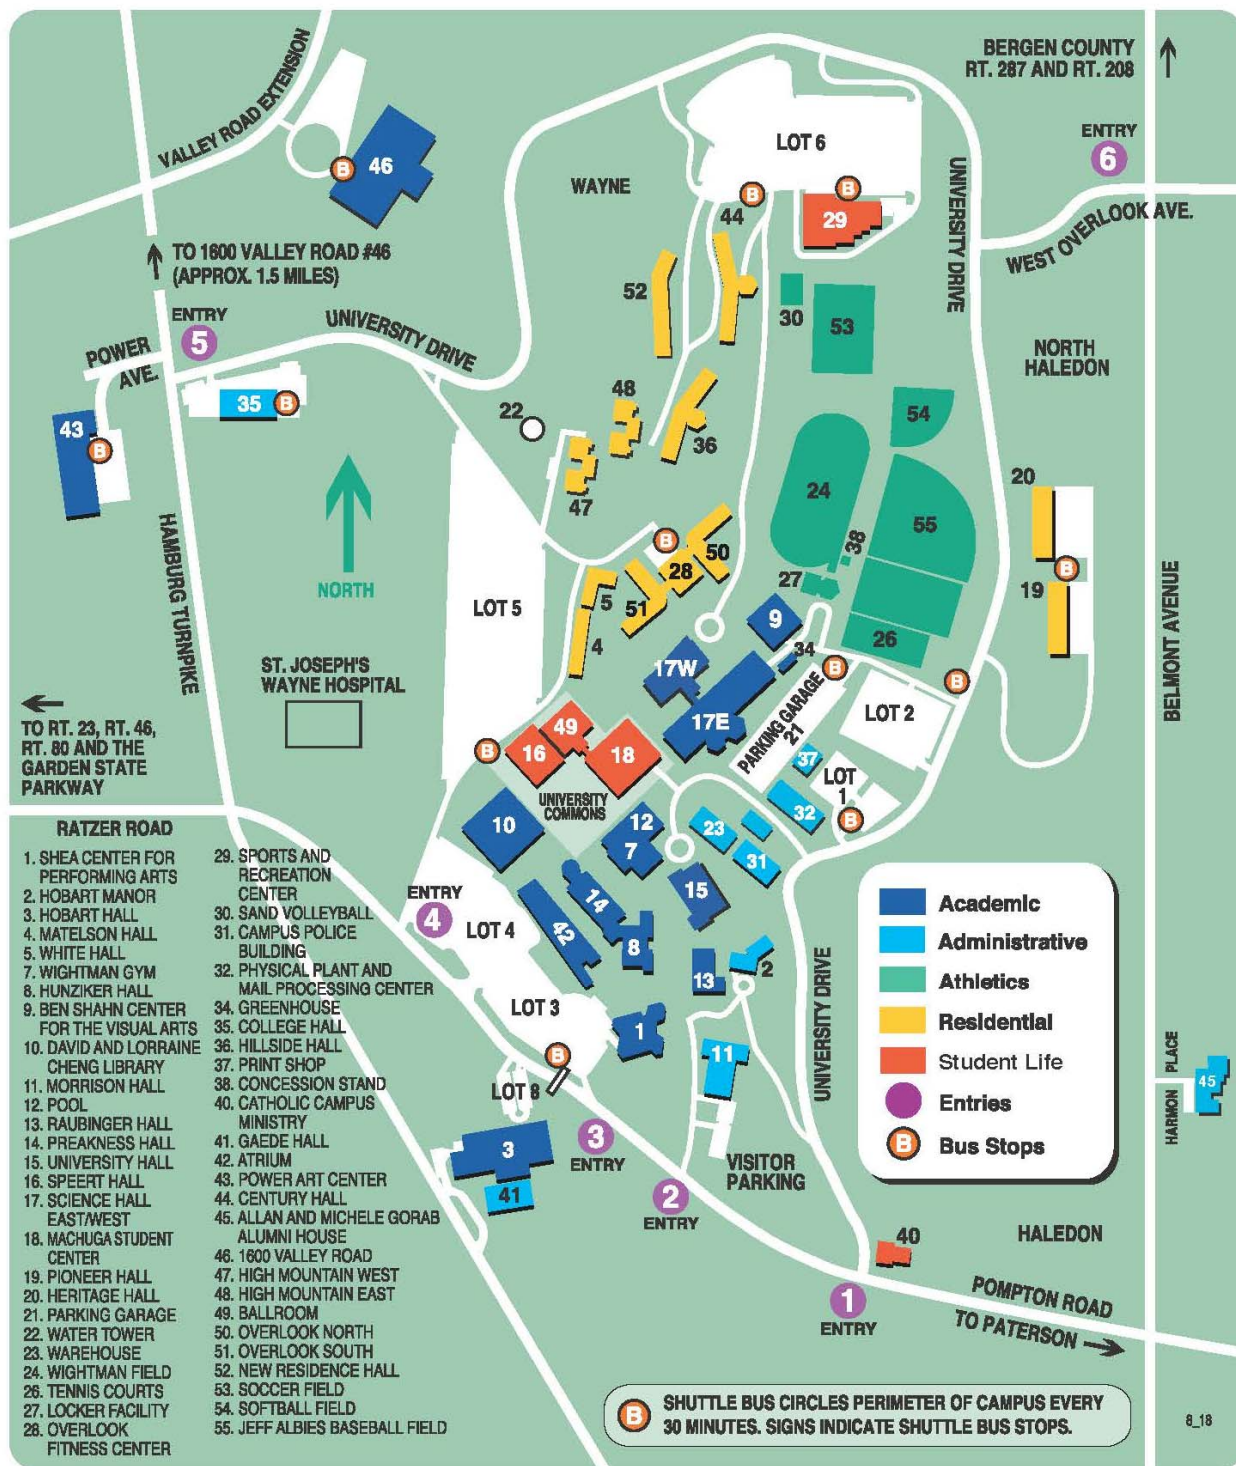 BERGEN COUNTY
RT. 287 AND RT. 208
ENTRY
6
VALLEY ROAD EXTENSION
B
46
LOT 6
WAYNE
B
B
44
29
UNIVERSITY DRIVE
WEST OVERLOOK AVE.
TO 1600 VALLEY ROAD #46
(APPROX. 1.5 MILES)
ENTRY
5
UNIVERSITY DRIVE
52
30
53
POWER
AVE.
NORTH
HALEDON
35
B
43
B
48
22
36
54
47
24
20
55
NORTH
HAMBURG TURNPIKE
B
50
38
28
27
B
5
51
19
LOT 5
9
BELMONT AVENUE
4
34
26
ST. JOSEPH'S
WAYNE HOSPITAL
17W
B
B
TO RT. 23, RT. 46,
RT. 80 AND THE
GARDEN STATE
PARKWAY
17E
PARKING GARAGE
21
LOT 2
49
B
16
18
37
LOT
1
UNIVERSITY
COMMONS
32
B
10
12
23
7
31
RATZER ROAD
1. SHEA CENTER FOR
PERFORMING ARTS
2. HOBART MANOR
3. HOBART HALL
4. MATELSON HALL
5. WHITE HALL
7. WIGHTMAN GYM
8. HUNZIKER HALL
9. BEN SHAHN CENTER
FOR THE VISUAL ARTS
10. DAVID AND LORRAINE
CHENG LIBRARY
11. MORRISON HALL
12. POOL
13. RAUBINGER HALL
14. PREAKNESS HALL
15. UNIVERSITY HALL
16. SPEERT HALL
17. SCIENCE HALL
EAST/WEST
18. MACHUGA STUDENT
CENTER
19. PIONEER HALL
20. HERITAGE HALL
21. PARKING GARAGE
22. WATER TOWER
23. WAREHOUSE
24. WIGHTMAN FIELD
26. TENNIS COURTS
27. LOCKER FACILITY
28. OVERLOOK
FITNESS CENTER
29. SPORTS AND
RECREATION
CENTER
30. SAND VOLLEYBALL
31. CAMPUS POLICE
BUILDING
32. PHYSICAL PLANT AND
MAIL PROCESSING CENTER
34. GREENHOUSE
35. COLLEGE HALL
36. HILLSIDE HALL
37. PRINT SHOP
38. CONCESSION STAND
40. CATHOLIC CAMPUS
MINISTRY
41. GAEDE HALL
42. ATRIUM
43. POWER ART CENTER
44. CENTURY HALL
45. ALLAN AND MICHELE GORAB
ALUMNI HOUSE
46. 1600 VALLEY ROAD
47. HIGH MOUNTAIN WEST
48. HIGH MOUNTAIN EAST
49. BALLROOM
50. OVERLOOK NORTH
51. OVERLOOK SOUTH
52. NEW RESIDENCE HALL
53. SOCCER FIELD
54. SOFTBALL FIELD
55. JEFF ALBIES BASEBALL FIELD
ENTRY
4
LOT 4
42
14
15
8
13
2
LOT 3
1
B
11
LOT 8
3
41
3
ENTRY
2
ENTRY
VISITOR
PARKING
UNIVERSITY DRIVE
Academic
Administrative
Athletics
Residential
Student Life
Entries
B Bus Stops
HARMON PLACE
45
40
HALEDON
1
ENTRY
POMPTON ROAD
TO PATERSON
B SHUTTLE BUS CIRCLES PERIMETER OF CAMPUS EVERY
30 MINUTES. SIGNS INDICATE SHUTTLE BUS STOPS.
8_18